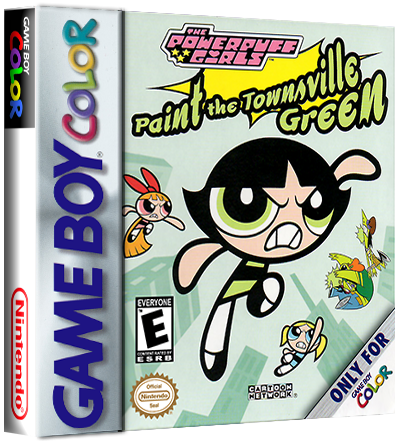 GAME BOY
COLOR
Nintendo
GAME BOY COLOR
THE
POWERPUFF
GIRLS™
Paint the Townsville
Green
EVERYONE
E
CONTENT RATED BY
ESRB
Official
Nintendo
Seal
CARTOON
NETWORK
ONLY FOR
GAME BOY
COLOR